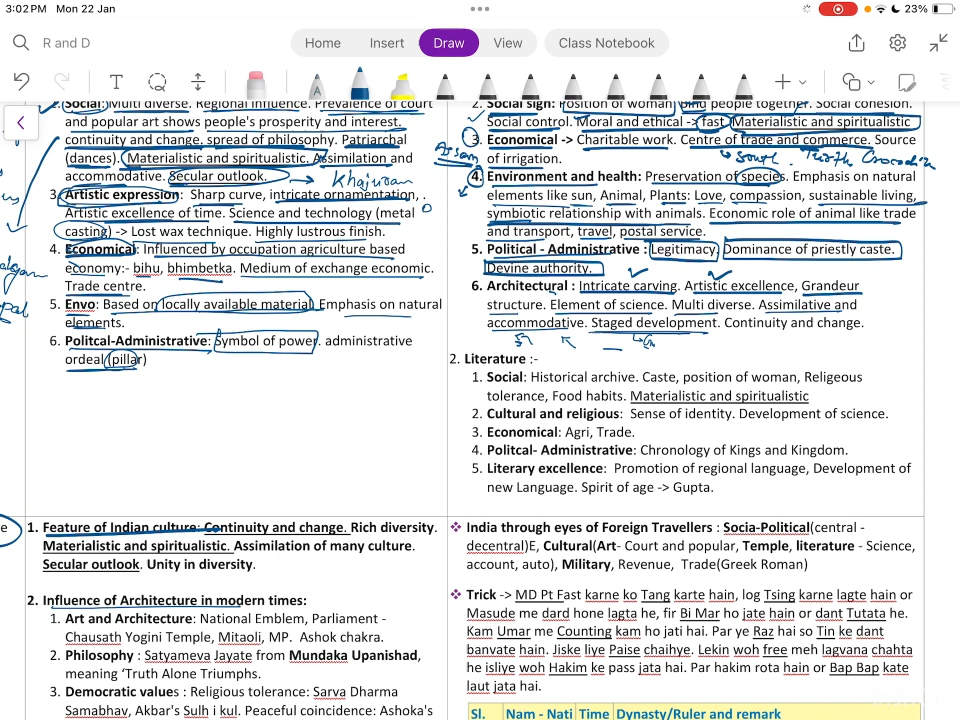 3:02 PM Mon 22 Jan
23%
R and D
Home Insert Draw View Class Notebook
Social: Multi diverse. Regional influence. Prevalence of court
and popular art shows people's prosperity and interest.
continuity and change, spread of philosophy. Patriarchal
(dances). Materialistic and spiritualistic. Assimilation and
accommodative. Secular outlook.
3. Artistic expression: Sharp curve, intricate ornamentation, .
Artistic excellence of time. Science and technology (metal
casting) -> Lost wax technique. Highly lustrous finish.
4. Economical: Influenced by occupation agriculture based
economy:- bihu, bhimbetka. Medium of exchange economic.
Trade centre.
5. Envo: Based on locally available material. Emphasis on natural
elements.
6. Politcal-Administrative: Symbol of power. administrative
ordeal (pillar)
2. Social sign: Position of woman, Bind people together. Social cohesion.
Social control. Moral and ethical -> fast. Materialistic and spiritualistic
3. Economical -> Charitable work. Centre of trade and commerce. Source
of irrigation.
Assam
South
4. Environment and health: Preservation of species. Emphasis on natural
elements like sun, Animal, Plants: Love, compassion, sustainable living,
symbiotic relationship with animals. Economic role of animal like trade
and transport, travel, postal service.
5. Political - Administrative : Legitimacy. Dominance of priestly caste.
Devine authority.
6. Architectural : Intricate carving. Artistic excellence, Grandeur
structure. Element of science. Multi diverse. Assimilative and
accommodative. Staged development. Continuity and change.
2. Literature :-
1. Social: Historical archive. Caste, position of woman, Religeous
tolerance, Food habits. Materialistic and spiritualistic
2. Cultural and religious: Sense of identity. Development of science.
3. Economical: Agri, Trade.
4. Politcal- Administrative: Chronology of Kings and Kingdom.
5. Literary excellence: Promotion of regional language, Development of
new Language. Spirit of age -> Gupta.
1. Feature of Indian culture: Continuity and change. Rich diversity.
Materialistic and spiritualistic. Assimilation of many culture.
Secular outlook. Unity in diversity.
2. Influence of Architecture in modern times:
1. Art and Architecture: National Emblem, Parliament -
Chausath Yogini Temple, Mitaoli, MP. Ashok chakra.
2. Philosophy : Satyameva Jayate from Mundaka Upanishad,
meaning ‘Truth Alone Triumphs.
3. Democratic values : Religious tolerance: Sarva Dharma
Samabhav, Akbar's Sulh i kul. Peaceful coincidence: Ashoka's
❖ India through eyes of Foreign Travellers : Socia-Political(central -
decentral)E, Cultural(Art- Court and popular, Temple, literature - Science,
account, auto), Military, Revenue, Trade(Greek Roman)
❖ Trick -> MD Pt Fast karne ko Tang karte hain, log Tsing karne lagte hain or
Masude me dard hone lagta he, fir Bi Mar ho jate hain or dant Tutata he.
Kam Umar me Counting kam ho jati hai. Par ye Raz hai so Tin ke dant
banvate hain. Jiske liye Paise chaihye. Lekin woh free meh lagvana chahta
he isliye woh Hakim ke pass jata hai. Par hakim rota hain or Bap Bap kate
laut jata hai.
Sl. Nam - Nati Time Dynasty/Ruler and remark